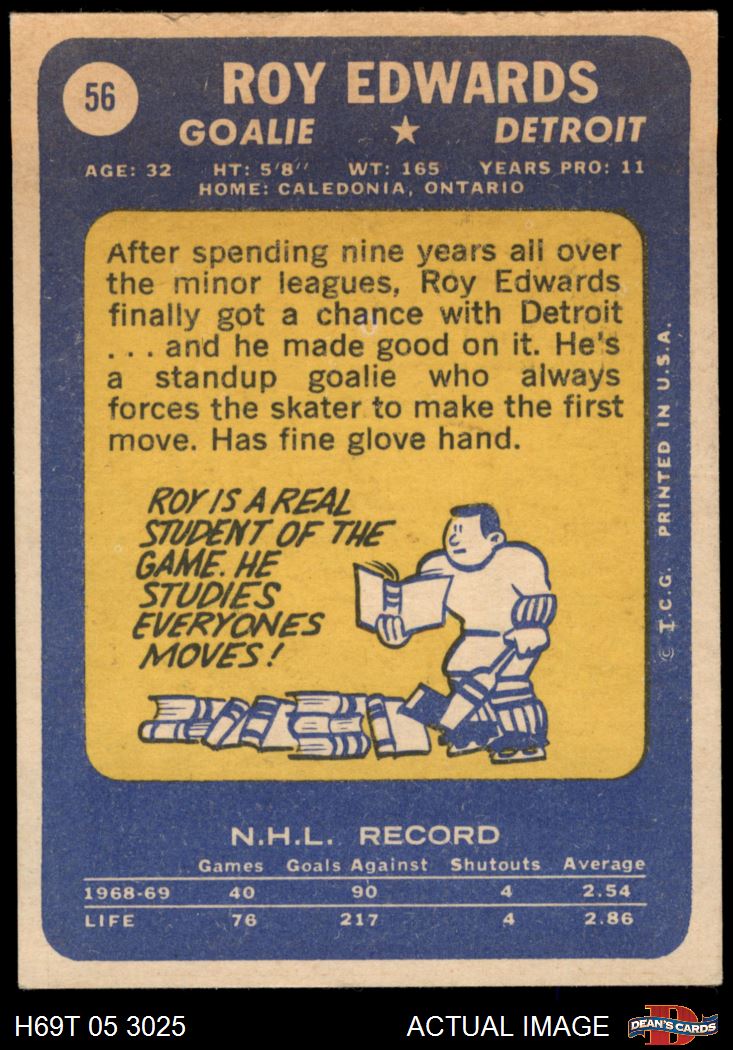 56
ROY EDWARDS
GOALIE ★ DETROIT
AGE: 32 HT: 5'8'' WT: 165 YEARS PRO: 11
HOME: CALEDONIA, ONTARIO
After spending nine years all over
the minor leagues, Roy Edwards
finally got a chance with Detroit
. . . and he made good on it. He's
a standup goalie who always
forces the skater to make the first
move. Has fine glove hand.
ROY IS A REAL
STUDENT OF THE
GAME. HE
STUDIES
EVERYONES
MOVES!
© T.C.G. PRINTED IN U.S.A.
N.H.L. RECORD
Games Goals Against Shutouts Average
1968-69 40 90 4 2.54
LIFE 76 217 4 2.86
H69T 05 3025 ACTUAL IMAGE DEAN'S CARDS